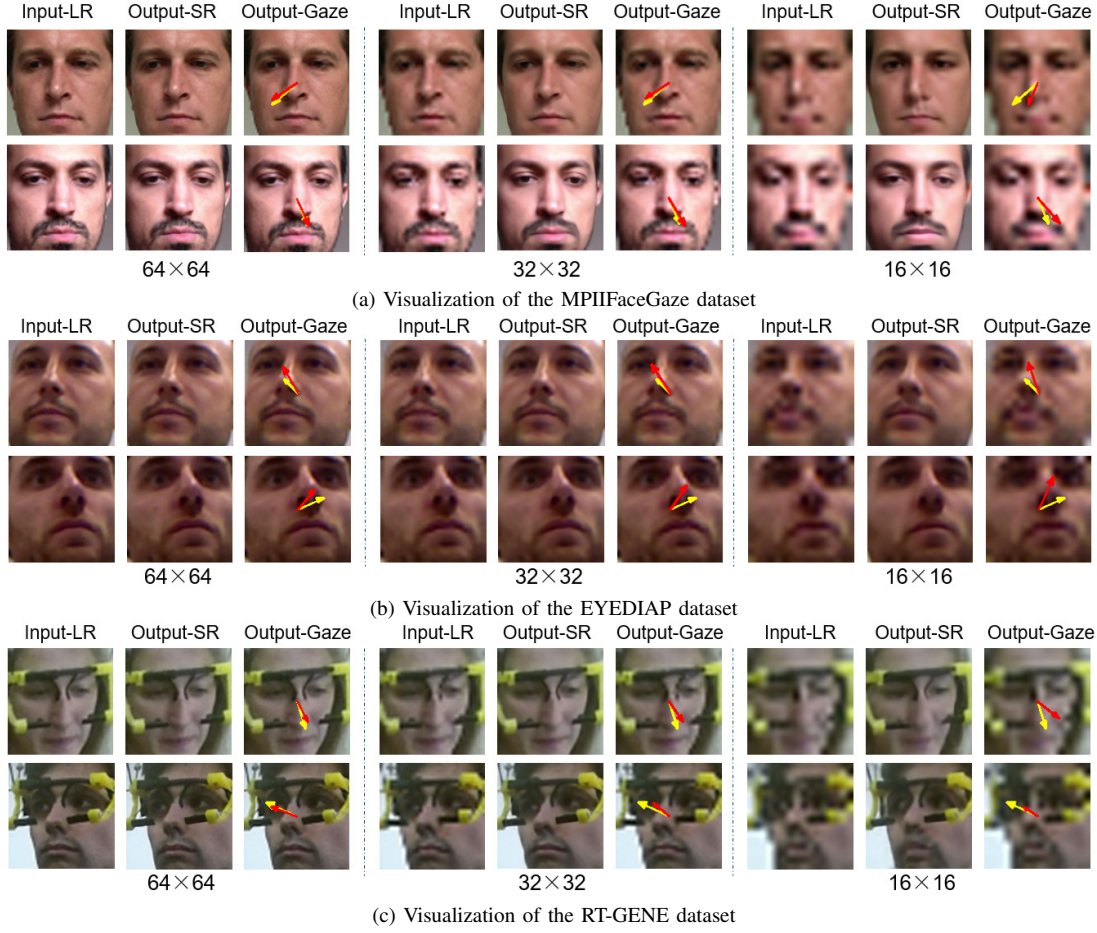 Input-LR Output-SR Output-Gaze Input-LR Output-SR Output-Gaze Input-LR Output-SR Output-Gaze
64×64 32×32 16×16
(a) Visualization of the MPIIFaceGaze dataset
Input-LR Output-SR Output-Gaze Input-LR Output-SR Output-Gaze Input-LR Output-SR Output-Gaze
64×64 32×32 16×16
(b) Visualization of the EYEDIAP dataset
Input-LR Output-SR Output-Gaze Input-LR Output-SR Output-Gaze Input-LR Output-SR Output-Gaze
64×64 32×32 16×16
(c) Visualization of the RT-GENE dataset